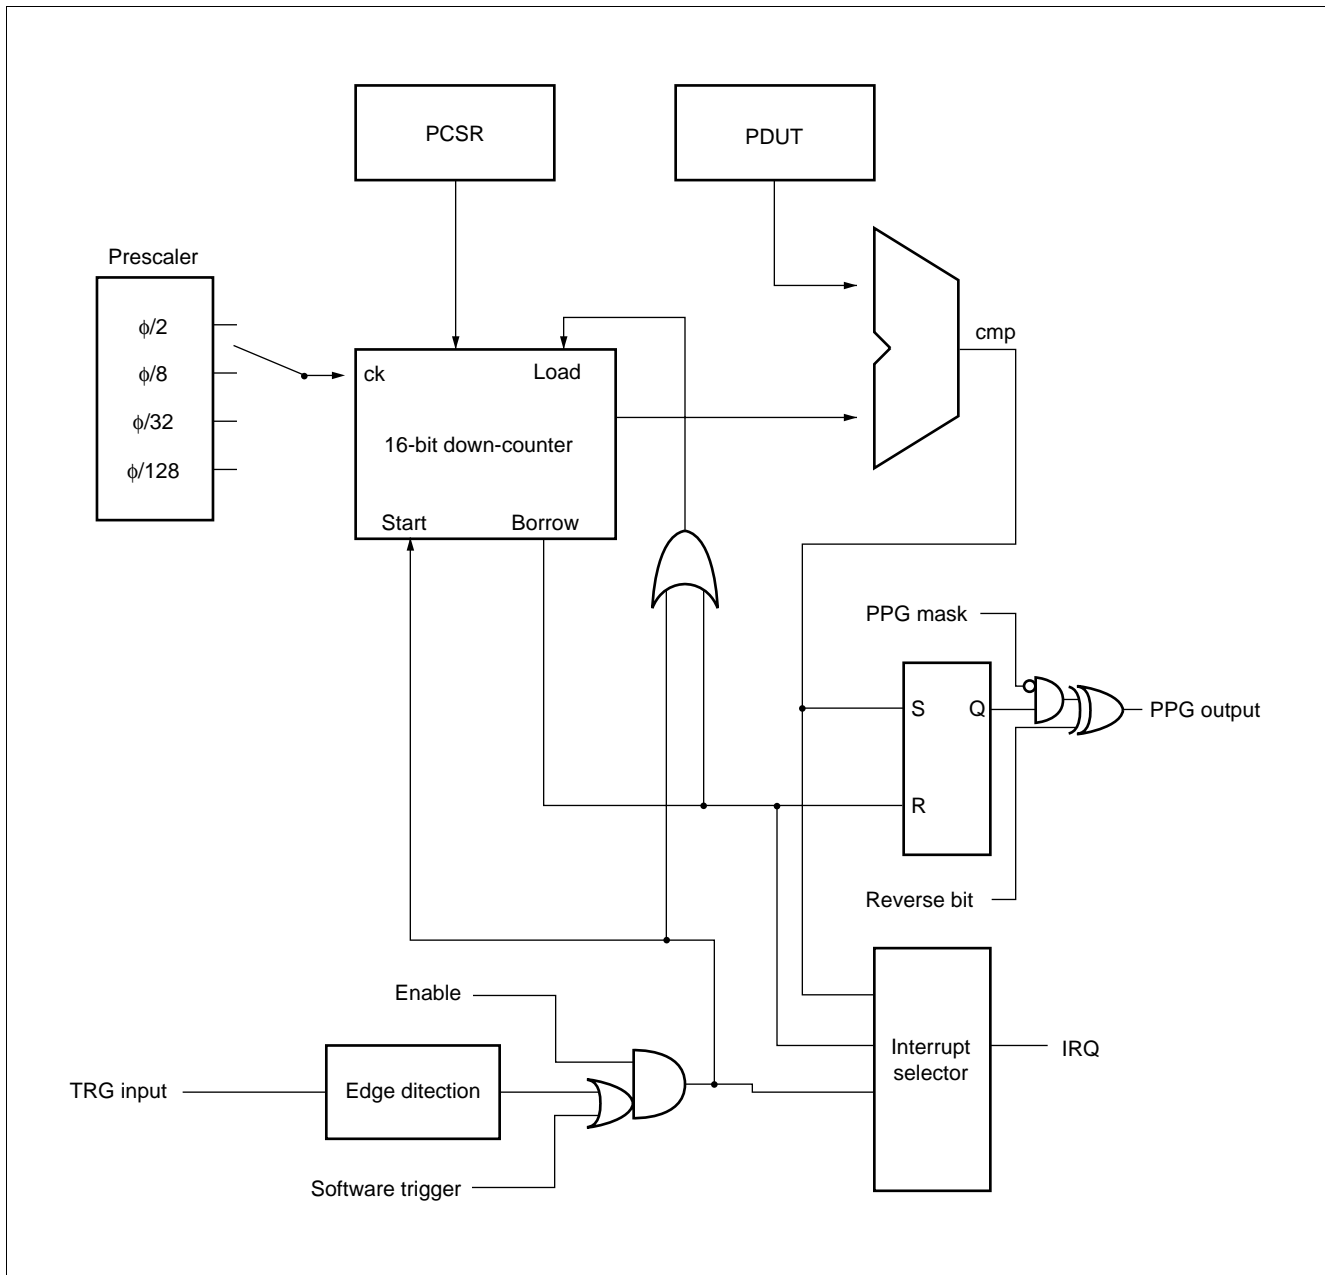 PCSR
PDUT
Prescaler
ϕ/2
ϕ/8
ϕ/32
ϕ/128
ck
Load
16-bit down-counter
Start
Borrow
cmp
PPG mask
S
Q
R
PPG output
Reverse bit
Enable
TRG input
Edge ditection
Software trigger
Interrupt
selector
IRQ